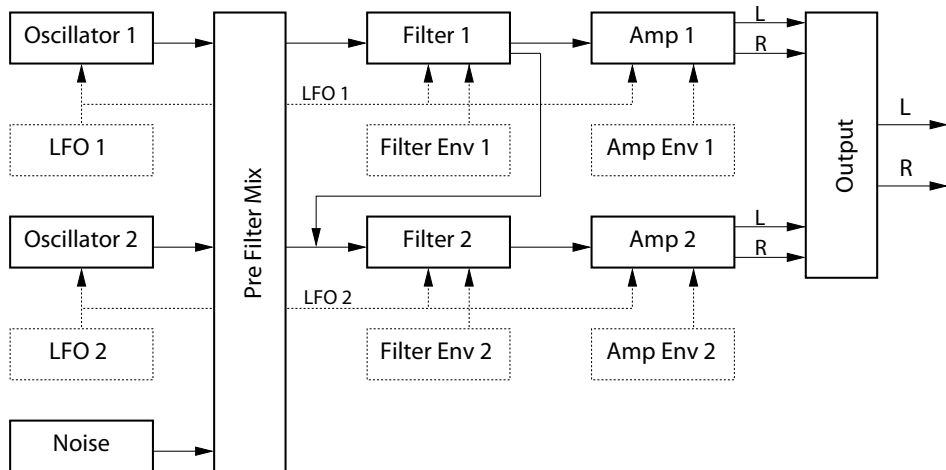 Oscillator 1
Filter 1
Amp 1
L
R
LFO 1
LFO 1
Filter Env 1
Amp Env 1
Pre Filter Mix
Output
L
R
Oscillator 2
Filter 2
Amp 2
L
R
LFO 2
LFO 2
Filter Env 2
Amp Env 2
Noise